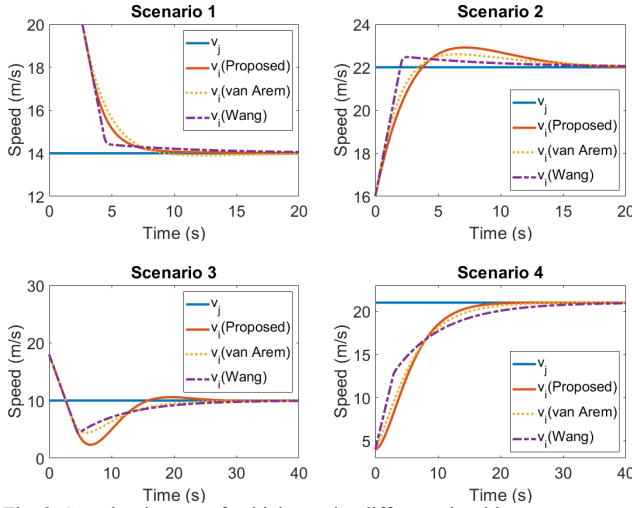 Scenario 1
20
18
16
14
12
Speed (m/s)
0 5 10 15 20
Time (s)
v_j
v_i(Proposed)
v_i(van Arem)
v_i(Wang)
Scenario 2
24
22
20
18
16
Speed (m/s)
0 5 10 15 20
Time (s)
v_j
v_i(Proposed)
v_i(van Arem)
v_i(Wang)
Scenario 3
30
20
10
0
Speed (m/s)
0 10 20 30 40
Time (s)
v_j
v_i(Proposed)
v_i(van Arem)
v_i(Wang)
Scenario 4
20
15
10
5
Speed (m/s)
0 10 20 30 40
Time (s)
v_j
v_i(Proposed)
v_i(van Arem)
v_i(Wang)